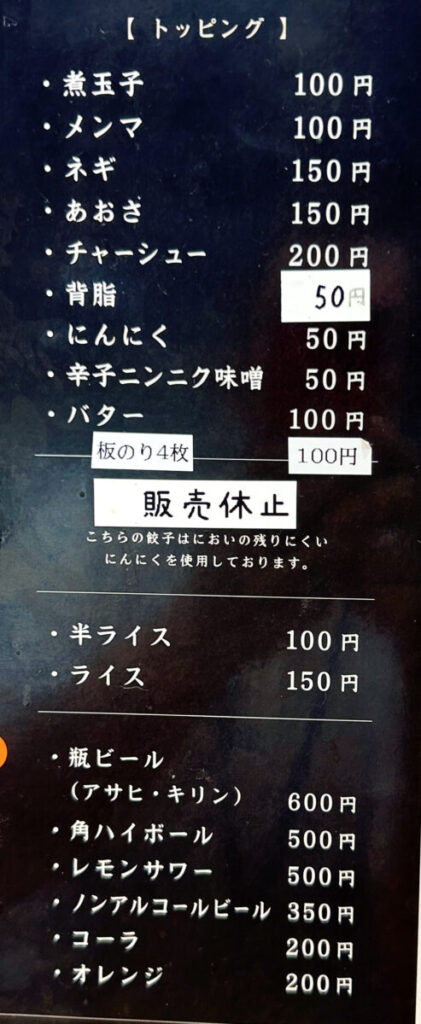 【 トッピング 】
・煮玉子 100円
・メンマ 100円
・ネギ 150円
・あおさ 150円
・チャーシュー 200円
・背脂 50円
・にんにく 50円
・辛子ニンニク味噌 50円
・バター 100円
板のり4枚 100円
販売休止
こちらの餃子はにおいの残りにくい
にんにくを使用しております。
・半ライス 100円
・ライス 150円
・瓶ビール
（アサヒ・キリン） 600円
・角ハイボール 500円
・レモンサワー 500円
・ノンアルコールビール 350円
・コーラ 200円
・オレンジ 200円